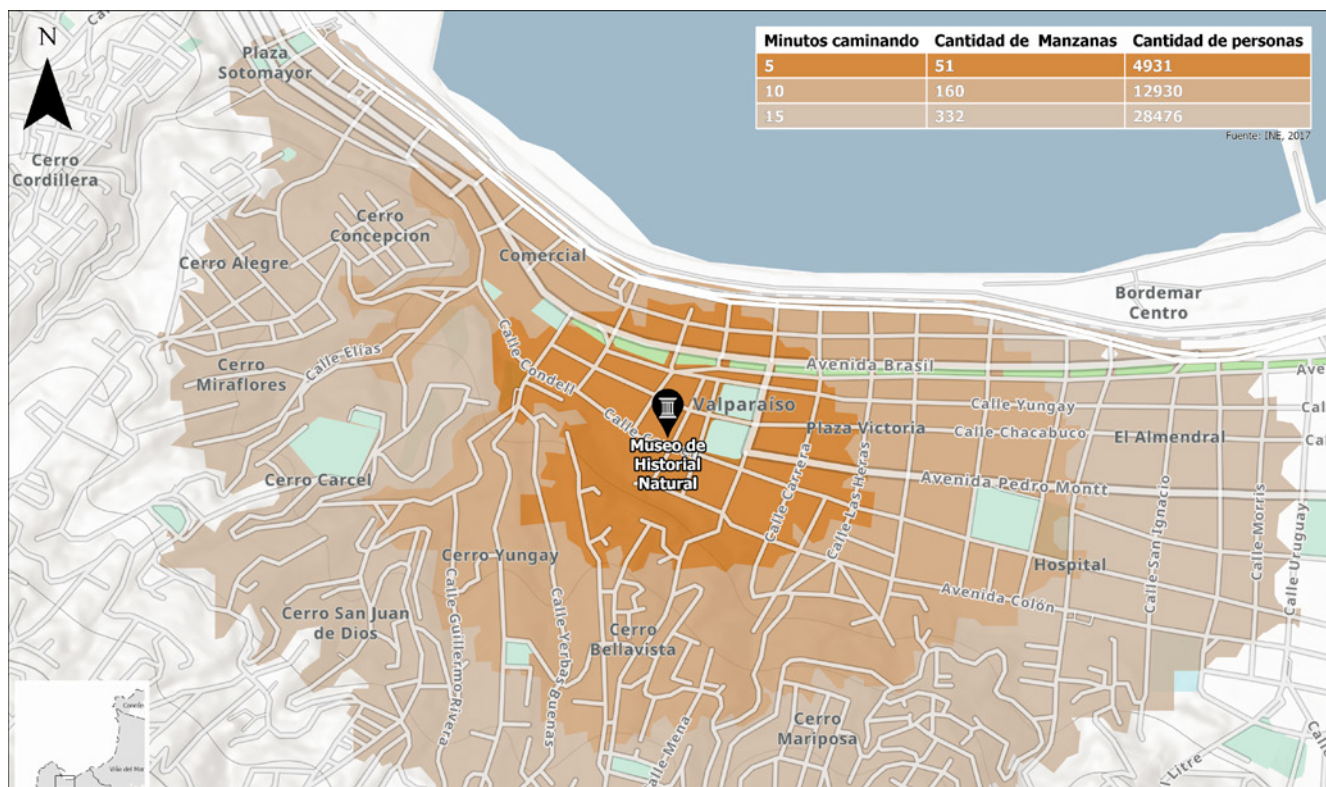 N
Plaza
Sotomayor
Minutos caminando Cantidad de Manzanas Cantidad de personas
5 51 4931
10 160 12930
15 332 28476
Fuente: INE, 2017
Cerro
Cordillera
Cerro
Concepcion
Cerro Alegre
Comercial
Bordemar
Centro
Cerro
Miraflores
Calle Elías
Calle Condell
Avenida Brasil
Valparaíso
Calle Yungay
Plaza Victoria
Calle Chacabuco
El Almendral
Museo de
Historial
Natural
Cerro Carcel
Avenida Pedro Montt
Calle Carrera
Calle Las Heras
Cerro Yungay
Hospital
Calle San Ignacio
Calle Morris
Calle Uruguay
Avenida Colón
Cerro San Juan
de Dios
Calle Guillermo Rivera
Calle Yerbas Buenas
Cerro
Bellavista
Cerro
Mariposa
Calle Mena